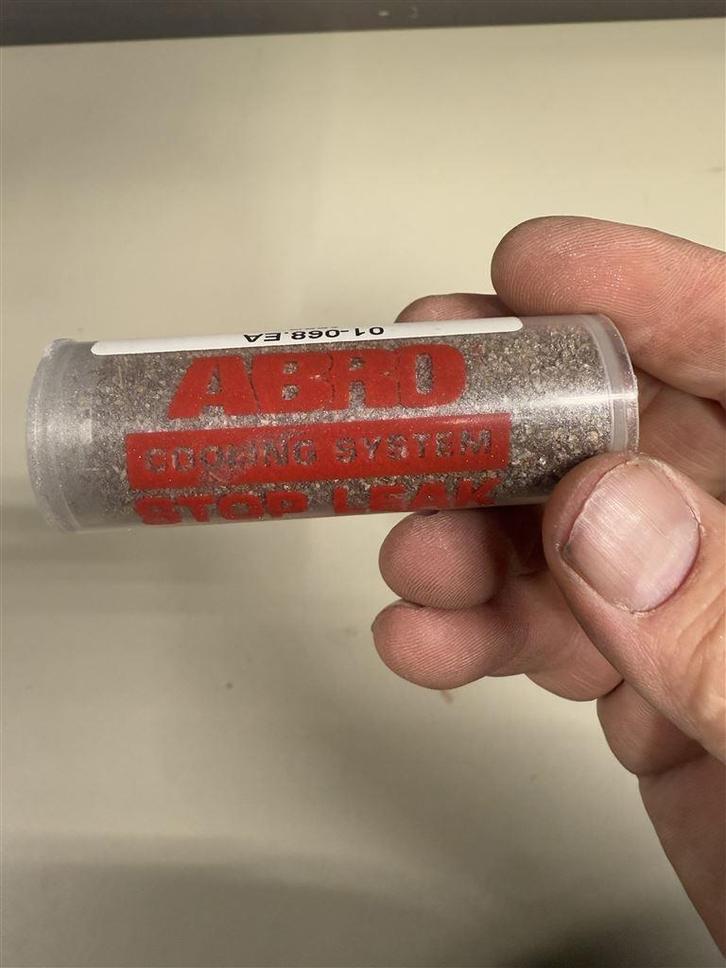 01-068.EA
ABRO
COOLING SYSTEM
STOP LEAK